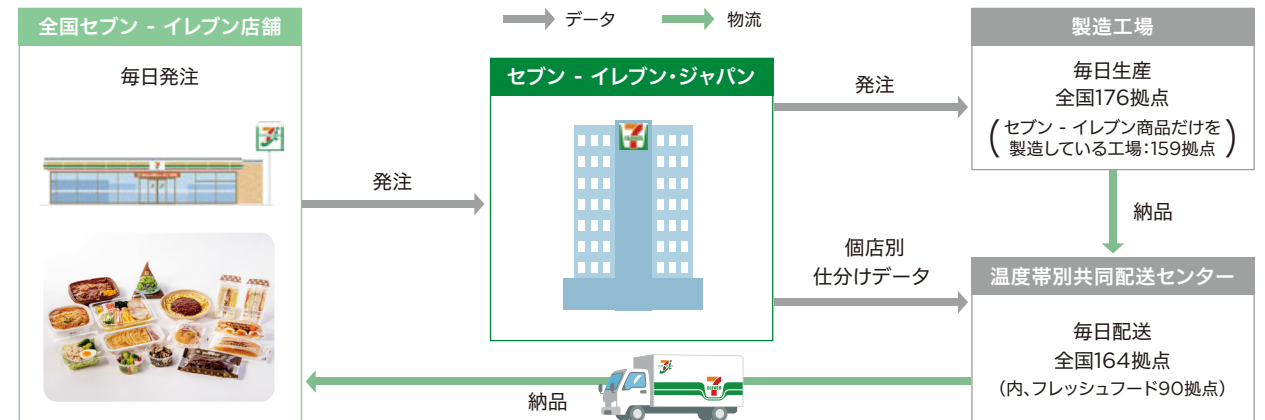 全国セブン - イレブン店舗
毎日発注
データ
物流
セブン - イレブン・ジャパン
発注
発注
個店別
仕分けデータ
製造工場
毎日生産
全国176拠点
(セブン - イレブン商品だけを
製造している工場：159拠点)
納品
温度帯別共同配送センター
毎日配送
全国164拠点
(内、フレッシュフード90拠点)
納品